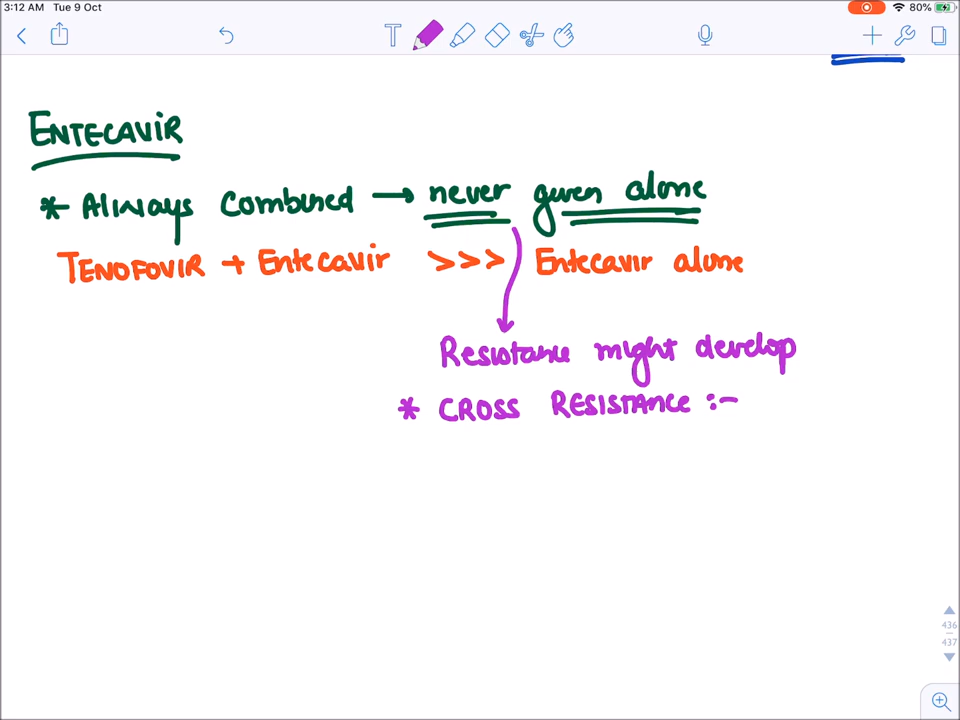 3:12 AM Tue 9 Oct 80%
T
ENTECAVIR
* Always combined → never given alone
TENOFOVIR + Entecavir >>> Entecavir alone
Resistance might develop
* CROSS RESISTANCE :-
436
437